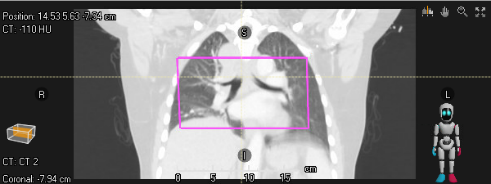 Position: 14.53 5.63 -7.94 cm
CT: -110 HU
S
R
L
I
CT: CT 2
cm
0 5 10 15
Coronal: -7.94 cm